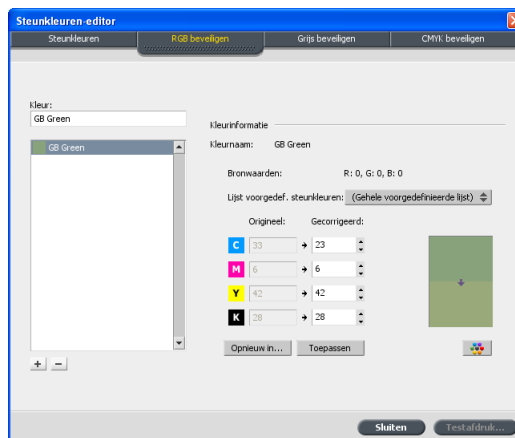 Steunkleuren-editor
Steunkleuren RGB beveiligen Grijs beveiligen CMYK beveiligen
Kleur:
GB Green
GB Green
Kleurinformatie
Kleurnaam: GB Green
Bronwaarden: R: 0, G: 0, B: 0
Lijst voorgedef. steunkleuren: (Gehele voorgedefinieerde lijst)
Origineel: Gecorrigeerd:
C 33 23
M 6 6
Y 42 42
K 28 28
Opnieuw in... Toepassen
Sluiten Testafdruk...